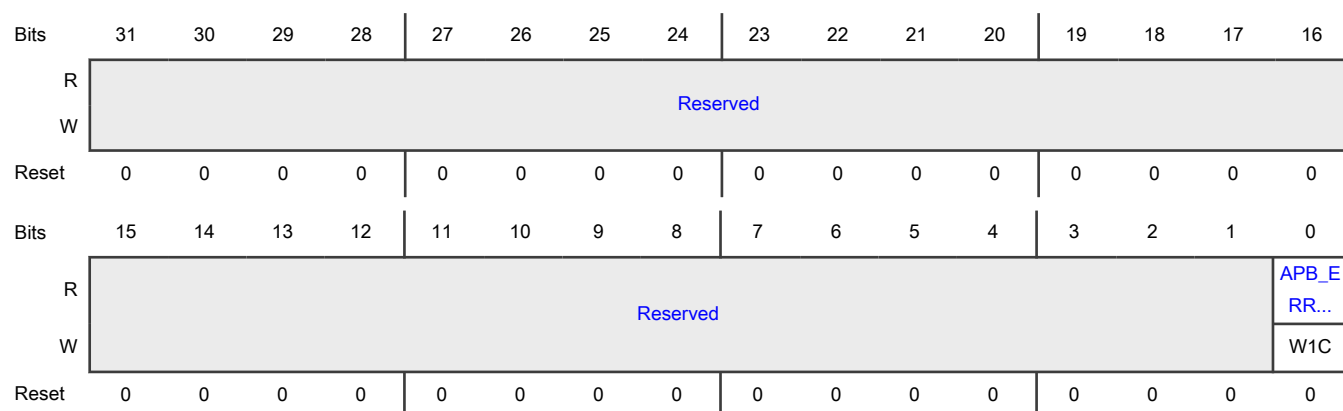 Bits 31 30 29 28 27 26 25 24 23 22 21 20 19 18 17 16
R
Reserved
W
Reset 0 0 0 0 0 0 0 0 0 0 0 0 0 0 0 0
Bits 15 14 13 12 11 10 9 8 7 6 5 4 3 2 1 0
R APB_E
RR...
Reserved
W W1C
Reset 0 0 0 0 0 0 0 0 0 0 0 0 0 0 0 0